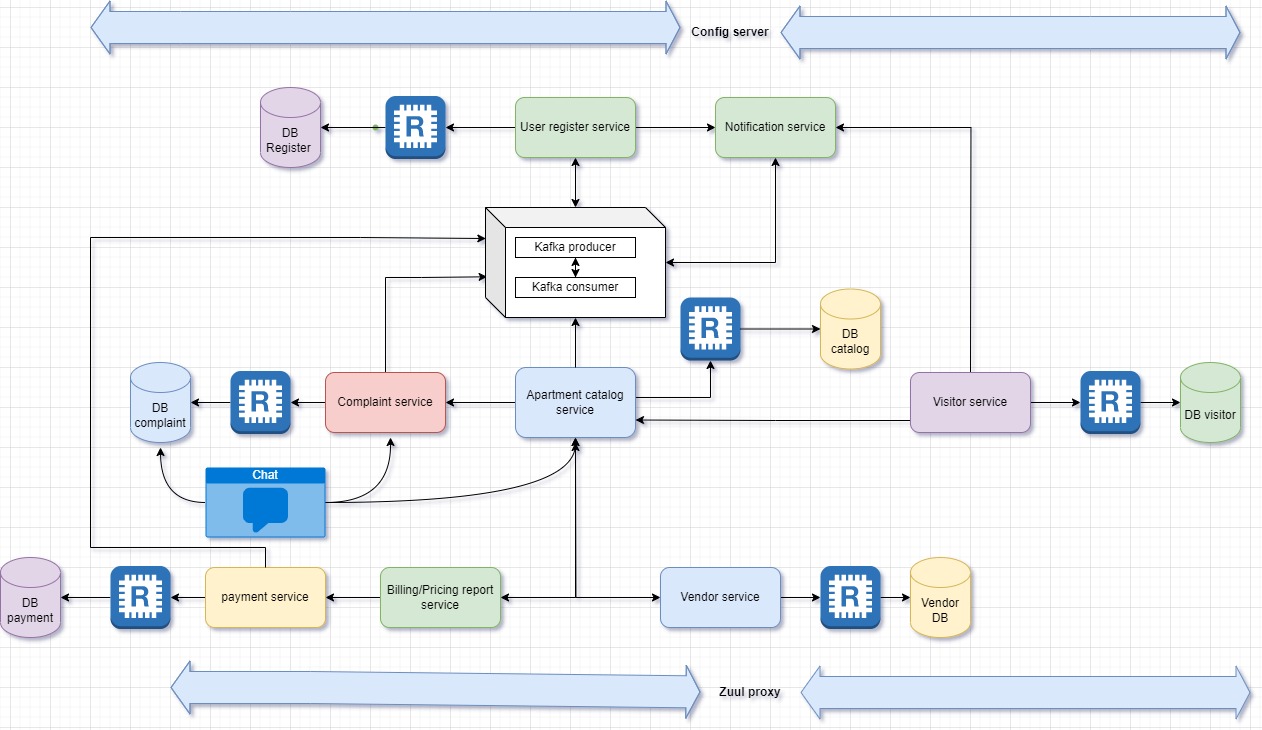 Config server
DB
Register
R
User register service
Notification service
Kafka producer
Kafka consumer
R
DB
catalog
DB
complaint
R
Complaint service
Apartment catalog
service
Visitor service
R
DB visitor
Chat
DB
payment
R
payment service
Billing/Pricing report
service
Vendor service
R
Vendor
DB
Zuul proxy